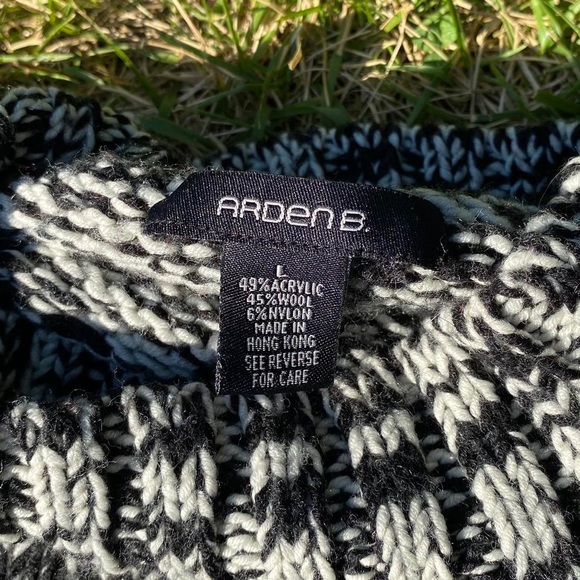 ARDEN B.
L
49%ACRYLIC
45%WOOL
6%NYLON
MADE IN
HONG KONG
SEE REVERSE
FOR CARE